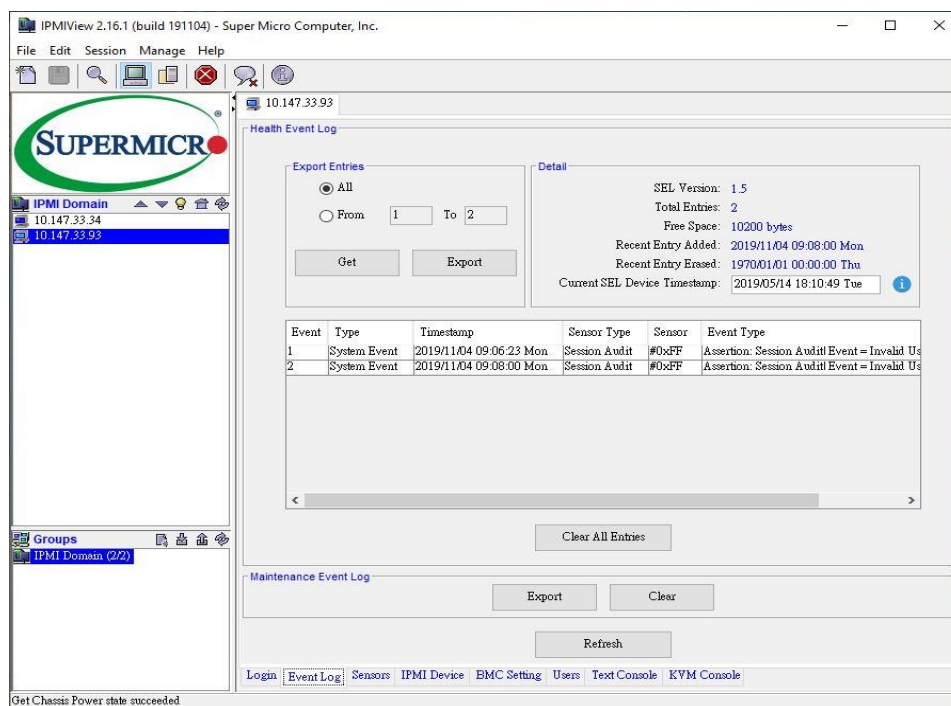 IPMIView 2.16.1 (build 191104) - Super Micro Computer, Inc.
File Edit Session Manage Help
SUPERMICR
®
IPMI Domain
10.147.33.34
10.147.33.93
Groups
IPMI Domain (2/2)
10.147.33.93
Health Event Log
Export Entries
All
From 1 To 2
Get Export
Detail
SEL Version: 1.5
Total Entries: 2
Free Space: 10200 bytes
Recent Entry Added: 2019/11/04 09:08:00 Mon
Recent Entry Erased: 1970/01/01 00:00:00 Thu
Current SEL Device Timestamp: 2019/05/14 18:10:49 Tue
Event Type Timestamp Sensor Type Sensor Event Type
1 System Event 2019/11/04 09:06:23 Mon Session Audit #0xFF Assertion: Session Audit| Event = Invalid Us
2 System Event 2019/11/04 09:08:00 Mon Session Audit #0xFF Assertion: Session Audit| Event = Invalid Us
Clear All Entries
Maintenance Event Log
Export Clear
Refresh
Login Event Log Sensors IPMI Device BMC Setting Users Text Console KVM Console
Get Chassis Power state succeeded